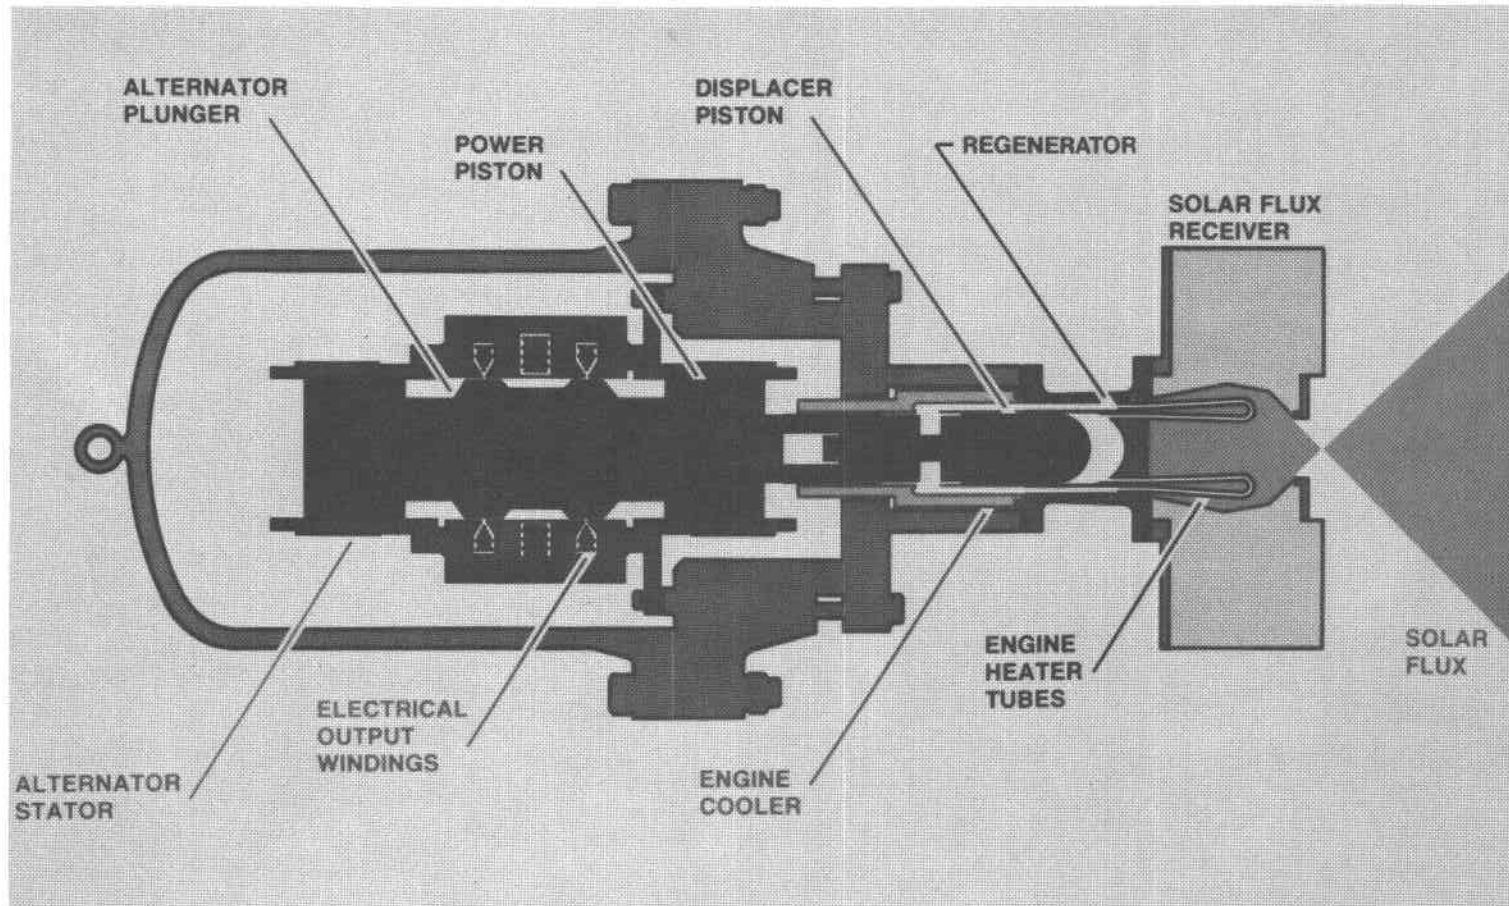 ALTERNATOR
PLUNGER
POWER
PISTON
DISPLACER
PISTON
REGENERATOR
SOLAR FLUX
RECEIVER
ALTERNATOR
STATOR
ELECTRICAL
OUTPUT
WINDINGS
ENGINE
COOLER
ENGINE
HEATER
TUBES
SOLAR
FLUX